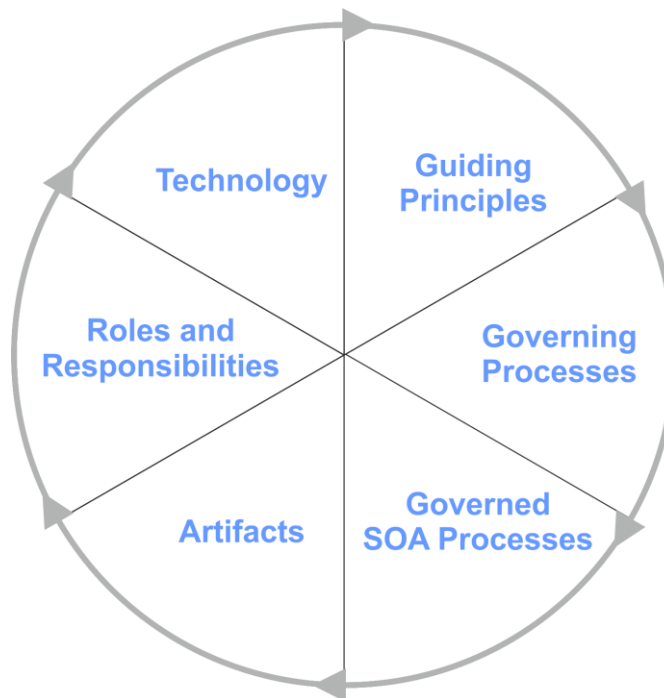 Technology
Guiding
Principles
Roles and
Responsibilities
Governing
Processes
Artifacts
Governed
SOA Processes